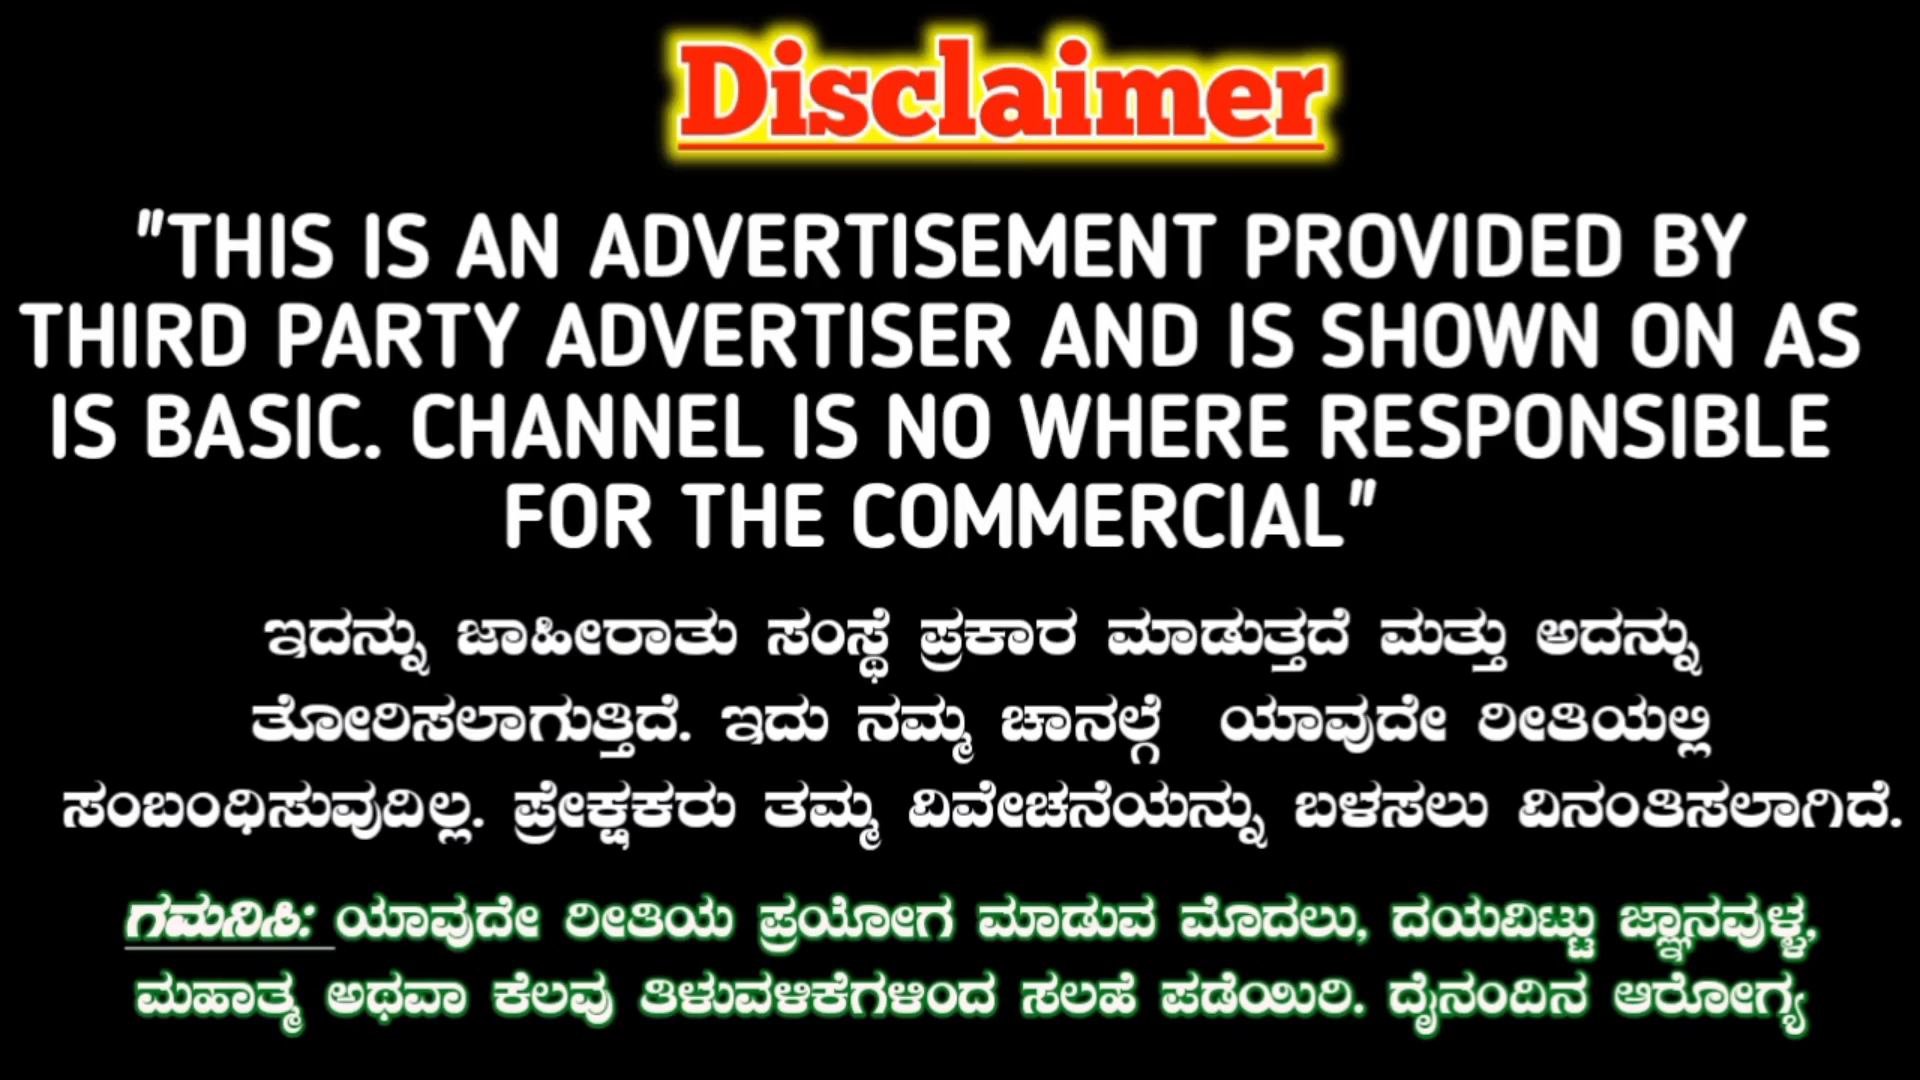 Disclaimer
"THIS IS AN ADVERTISEMENT PROVIDED BY
THIRD PARTY ADVERTISER AND IS SHOWN ON AS
IS BASIC. CHANNEL IS NO WHERE RESPONSIBLE
FOR THE COMMERCIAL"
ಇದನ್ನು ಜಾಹೀರಾತು ಸಂಸ್ಥೆ ಪ್ರಕಾರ ಮಾಡುತ್ತದೆ ಮತ್ತು ಅದನ್ನು
ತೋರಿಸಲಾಗುತ್ತಿದೆ. ಇದು ನಮ್ಮ ಚಾನಲ್ಗೆ ಯಾವುದೇ ರೀತಿಯಲ್ಲಿ
ಸಂಬಂಧಿಸುವುದಿಲ್ಲ. ಪ್ರೇಕ್ಷಕರು ತಮ್ಮ ವಿವೇಚನೆಯನ್ನು ಬಳಸಲು ವಿನಂತಿಸಲಾಗಿದೆ.
ಗಮನಿಸಿ: ಯಾವುದೇ ರೀತಿಯ ಪ್ರಯೋಗ ಮಾಡುವ ಮೊದಲು, ದಯವಿಟ್ಟು ಜ್ಞಾನವುಳ್ಳ,
ಮಹಾತ್ಮ ಅಥವಾ ಕೆಲವು ತಿಳುವಳಿಕೆಗಳಿಂದ ಸಲಹೆ ಪಡೆಯಿರಿ. ದೈನಂದಿನ ಆರೋಗ್ಯ